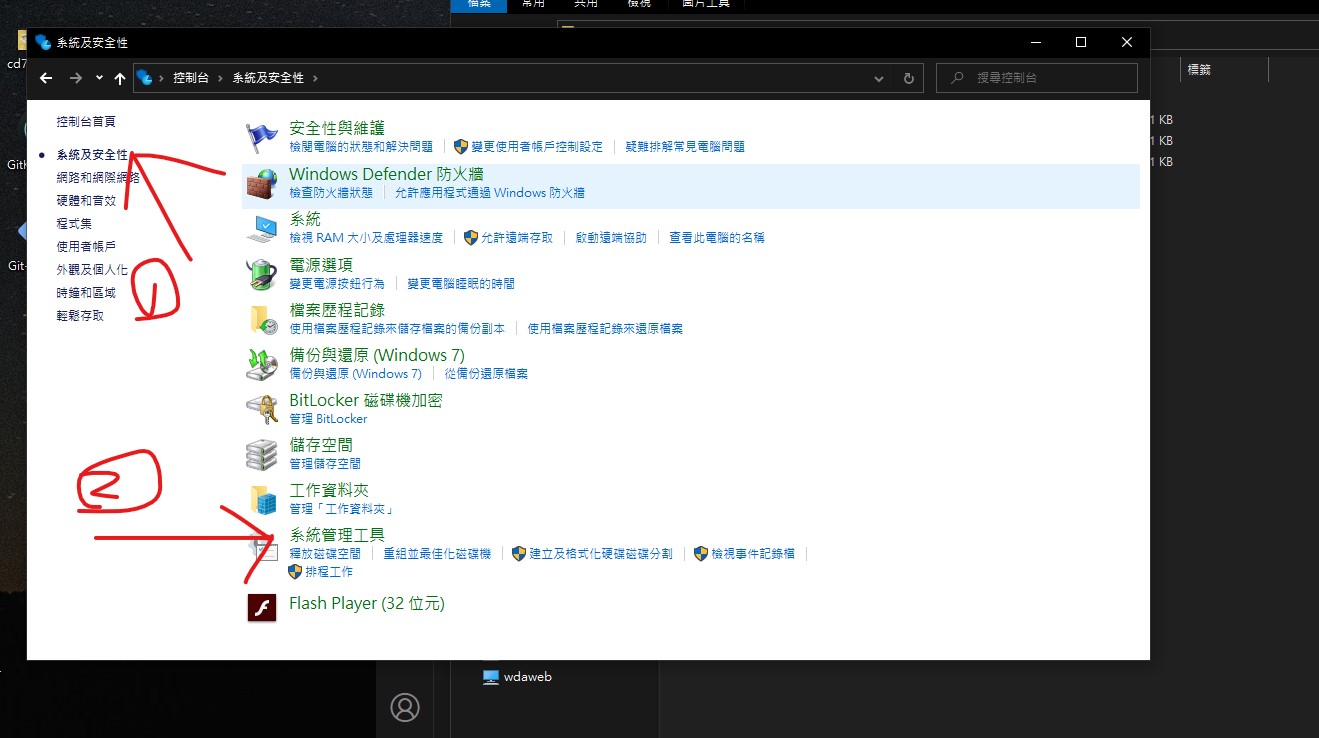 檔案 常用 共用 檢視 圖片工具
系統及安全性
控制台 系統及安全性
搜尋控制台
標籤
cd7
1 KB
1 KB
1 KB
控制台首頁
系統及安全性
網路和網際網路
硬體和音效
程式集
使用者帳戶
外觀及個人化
時鐘和區域
輕鬆存取
1
2
安全性與維護
檢閱電腦的狀態和解決問題 變更使用者帳戶控制設定 疑難排解常見電腦問題
Windows Defender 防火牆
檢查防火牆狀態 允許應用程式通過 Windows 防火牆
系統
檢視 RAM 大小及處理器速度 允許遠端存取 啟動遠端協助 查看此電腦的名稱
電源選項
變更電源按鈕行為 變更電腦睡眠的時間
檔案歷程記錄
使用檔案歷程記錄來儲存檔案的備份副本 使用檔案歷程記錄來還原檔案
備份與還原 (Windows 7)
備份與還原 (Windows 7) 從備份還原檔案
BitLocker 磁碟機加密
管理 BitLocker
儲存空間
管理儲存空間
工作資料夾
管理「工作資料夾」
系統管理工具
釋放磁碟空間 重組並最佳化磁碟機 建立及格式化硬碟磁碟分割 檢視事件記錄檔
排程工作
Flash Player (32 位元)
wdaweb